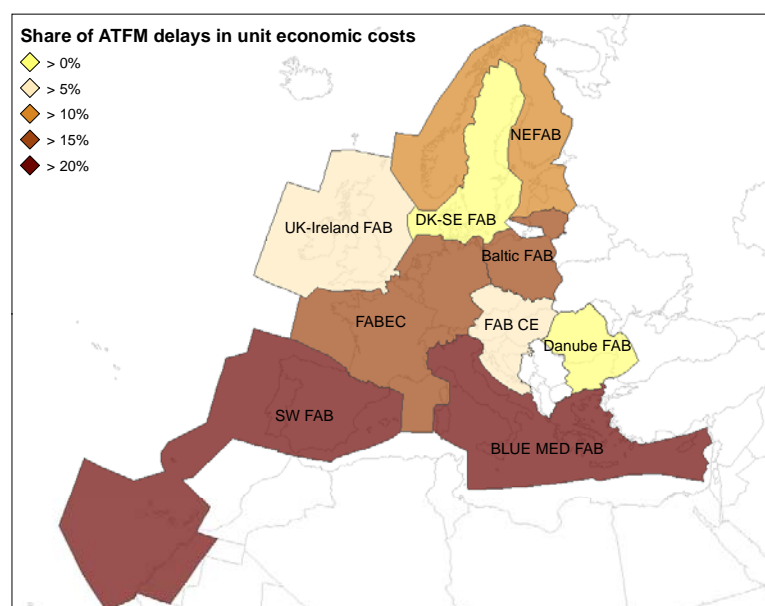 Share of ATFM delays in unit economic costs
> 0%
> 5%
> 10%
> 15%
> 20%
NEFAB
DK-SE FAB
UK-Ireland FAB
Baltic FAB
FABEC
FAB CE
Danube FAB
SW FAB
BLUE MED FAB